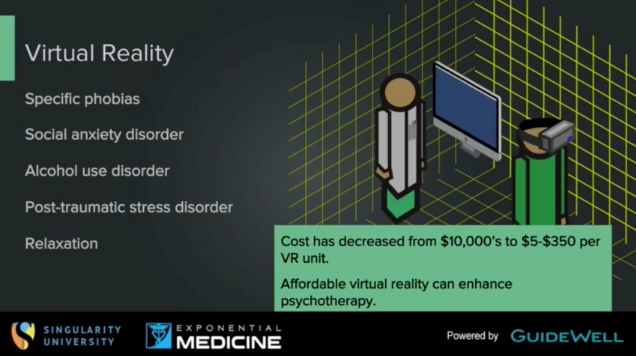 Virtual Reality
Specific phobias
Social anxiety disorder
Alcohol use disorder
Post-traumatic stress disorder
Relaxation
Cost has decreased from $10,000's to $5-$350 per
VR unit.
Affordable virtual reality can enhance
psychotherapy.
SINGULARITY
UNIVERSITY
EXPONENTIAL
MEDICINE
Powered by GUIDEWELL